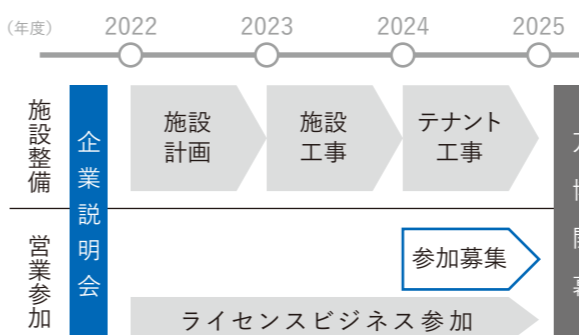 (年度)
2022
2023
2024
2025
施設整備
企業説明会
施設
計画
施設
工事
テナント
工事
営業参加
参加募集
ライセンスビジネス参加